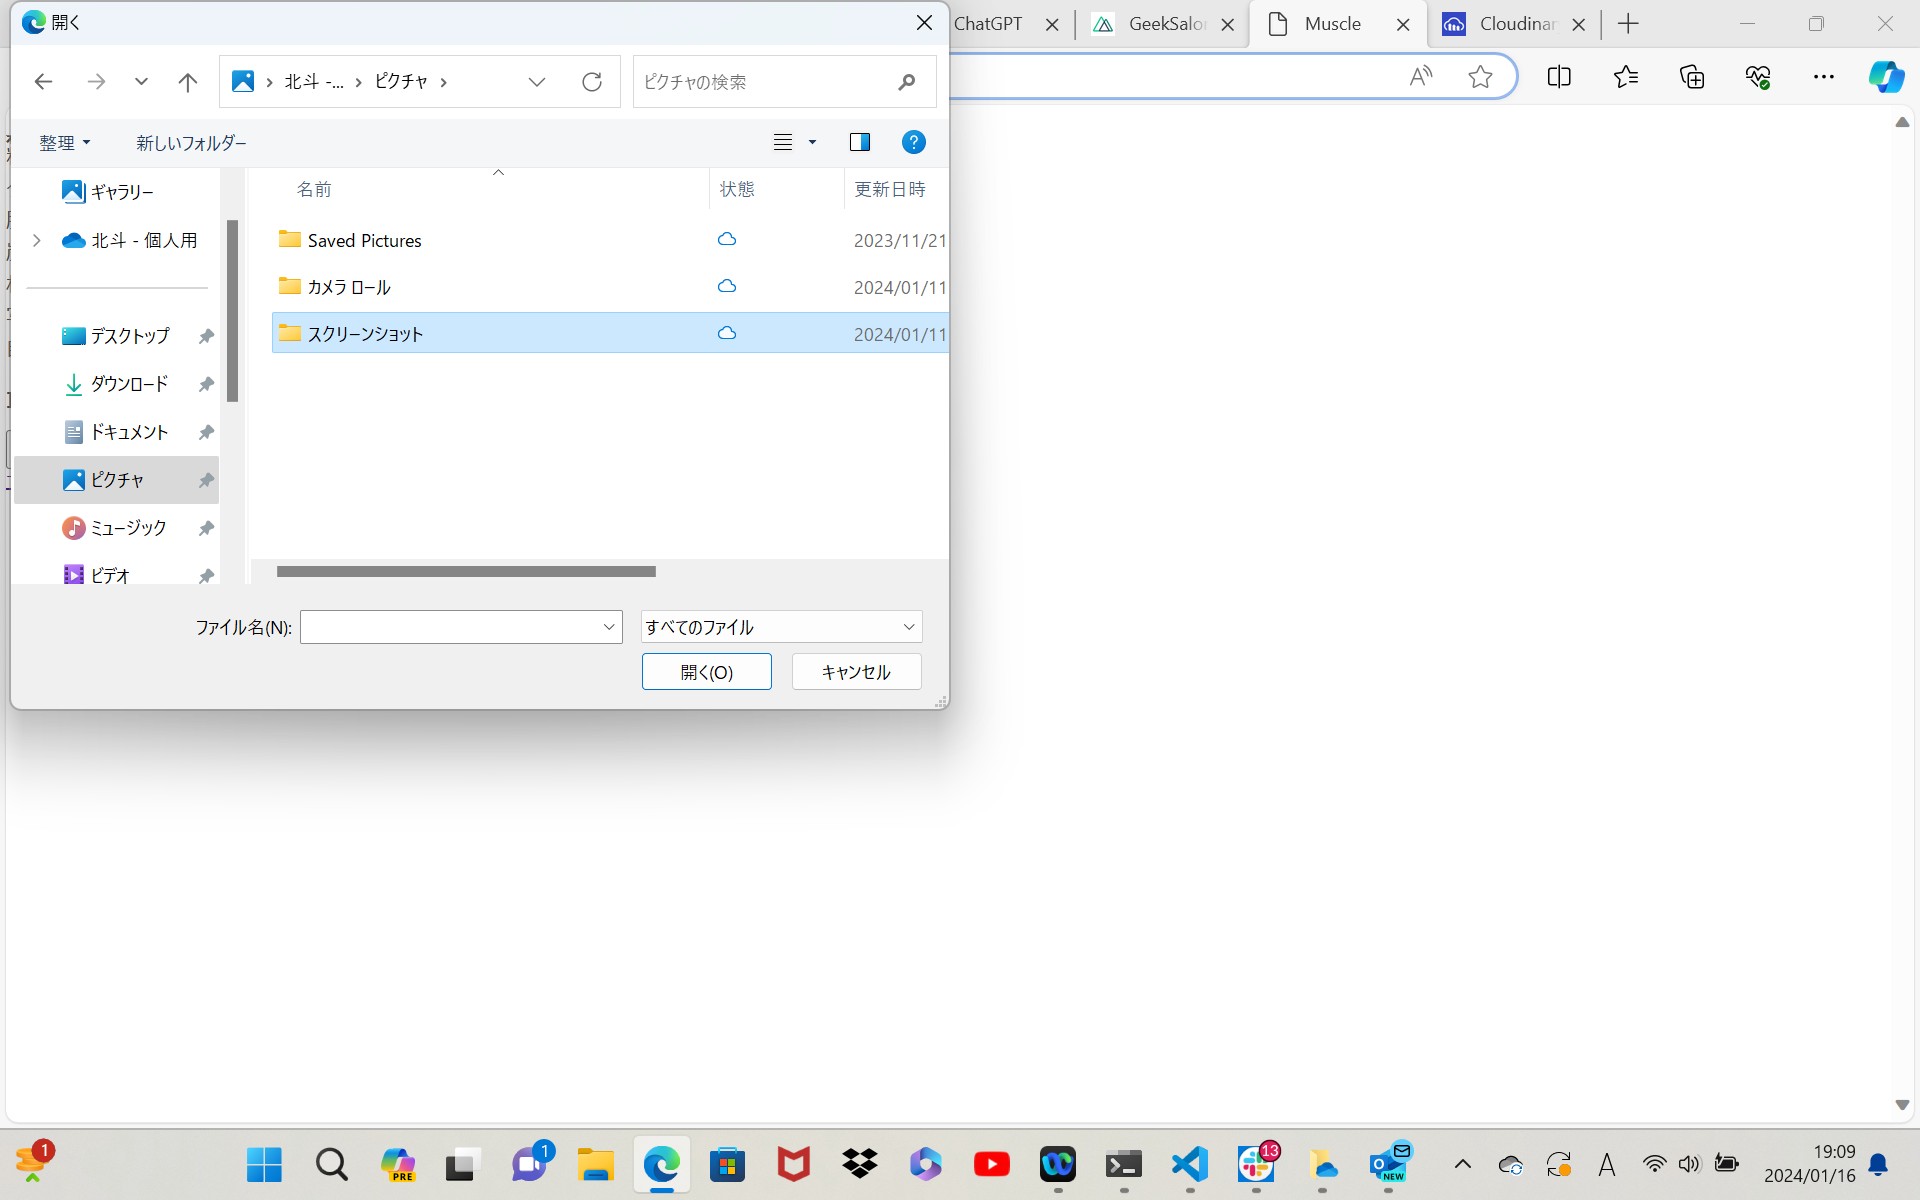 開く
ChatGPT
GeekSalo
Muscle
Cloudinar
北斗 -... ピクチャ
ピクチャの検索
整理
新しいフォルダー
名前
状態
更新日時
ギャラリー
北斗 - 個人用
デスクトップ
ダウンロード
ドキュメント
ピクチャ
ミュージック
ビデオ
Saved Pictures
2023/11/21
カメラ ロール
2024/01/11
スクリーンショット
2024/01/11
ファイル名(N):
すべてのファイル
開く(O)
キャンセル
1
PRE
1
13
NEW
A
19:09
2024/01/16